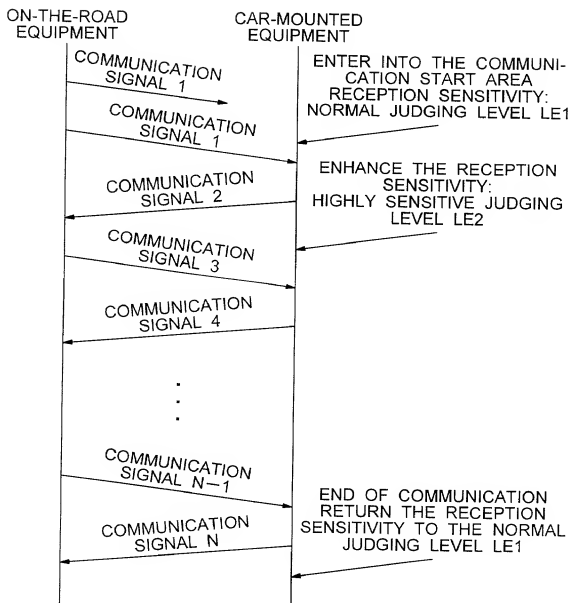 ON-THE-ROAD
EQUIPMENT
CAR-MOUNTED
EQUIPMENT
COMMUNICATION
SIGNAL 1
ENTER INTO THE COMMUNI-
CATION START AREA
RECEPTION SENSITIVITY:
NORMAL JUDGING LEVEL LE1
COMMUNICATION
SIGNAL 1
COMMUNICATION
SIGNAL 2
ENHANCE THE RECEPTION
SENSITIVITY:
HIGHLY SENSITIVE JUDGING
LEVEL LE2
COMMUNICATION
SIGNAL 3
COMMUNICATION
SIGNAL 4
COMMUNICATION
SIGNAL N-1
END OF COMMUNICATION
RETURN THE RECEPTION
SENSITIVITY TO THE NORMAL
JUDGING LEVEL LE1
COMMUNICATION
SIGNAL N